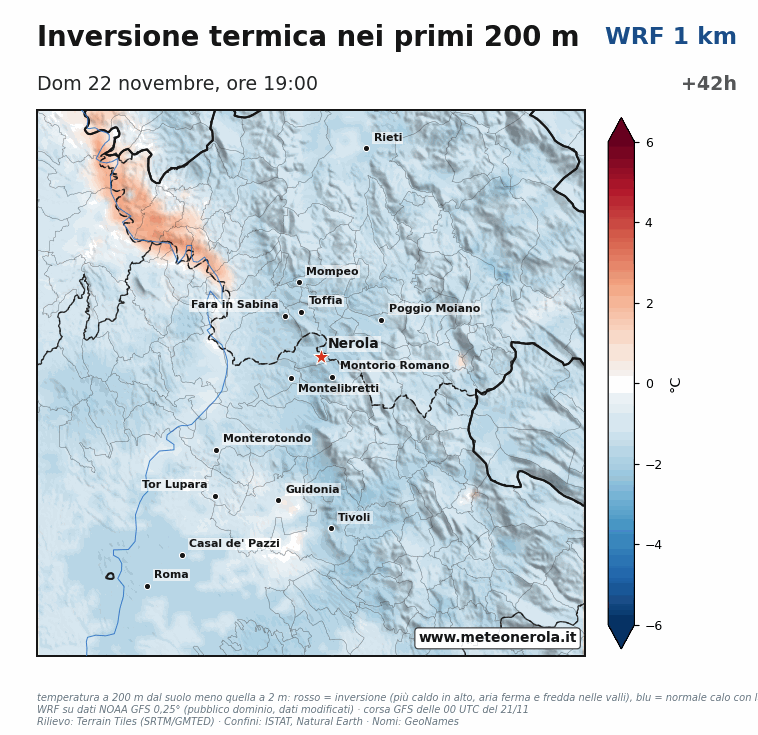 Inversione termica nei primi 200 m
WRF 1 km
Dom 22 novembre, ore 19:00
+42h
Rieti
Mompeo
Toffia
Fara in Sabina
Poggio Moiano
Nerola
Montorio Romano
Montelibretti
Monterotondo
Tor Lupara
Guidonia
Tivoli
Casal de' Pazzi
Roma
www.meteonerola.it
6
4
2
0
−2
−4
−6
°C
temperatura a 200 m dal suolo meno quella a 2 m: rosso = inversione (più caldo in alto, aria ferma e fredda nelle valli), blu = normale calo con l
WRF su dati NOAA GFS 0,25° (pubblico dominio, dati modificati) · corsa GFS delle 00 UTC del 21/11
Rilievo: Terrain Tiles (SRTM/GMTED) · Confini: ISTAT, Natural Earth · Nomi: GeoNames